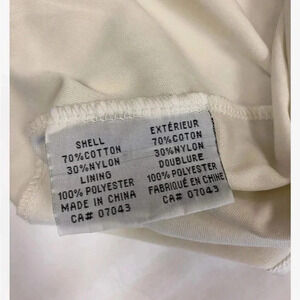 SHELL
70%COTTON
30%NYLON
LINING
100% POLYESTER
MADE IN CHINA
CA# 07043
EXTÉRIEUR
70%COTON
30%NYLON
DOUBLURE
100% POLYESTER
FABRIQUÉ EN CHINE
CA# 07043